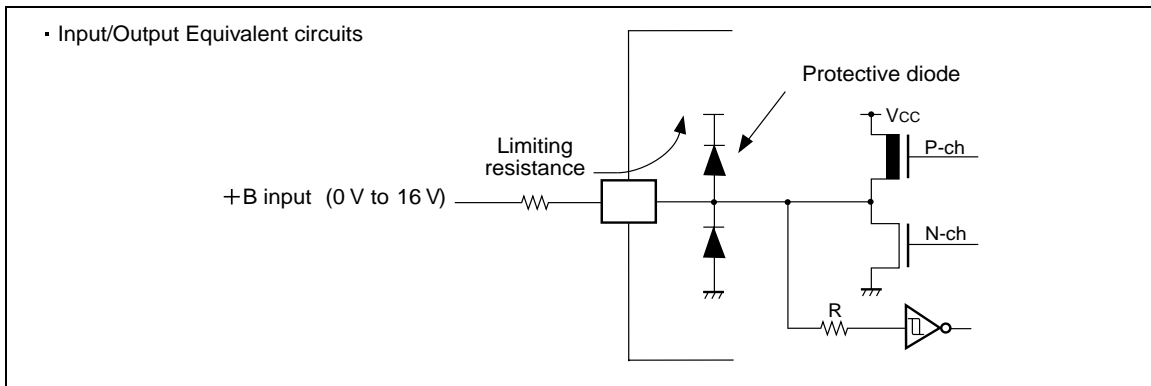 · Input/Output Equivalent circuits
Protective diode
VCC
Limiting
resistance
P-ch
+B input (0 V to 16 V)
N-ch
R